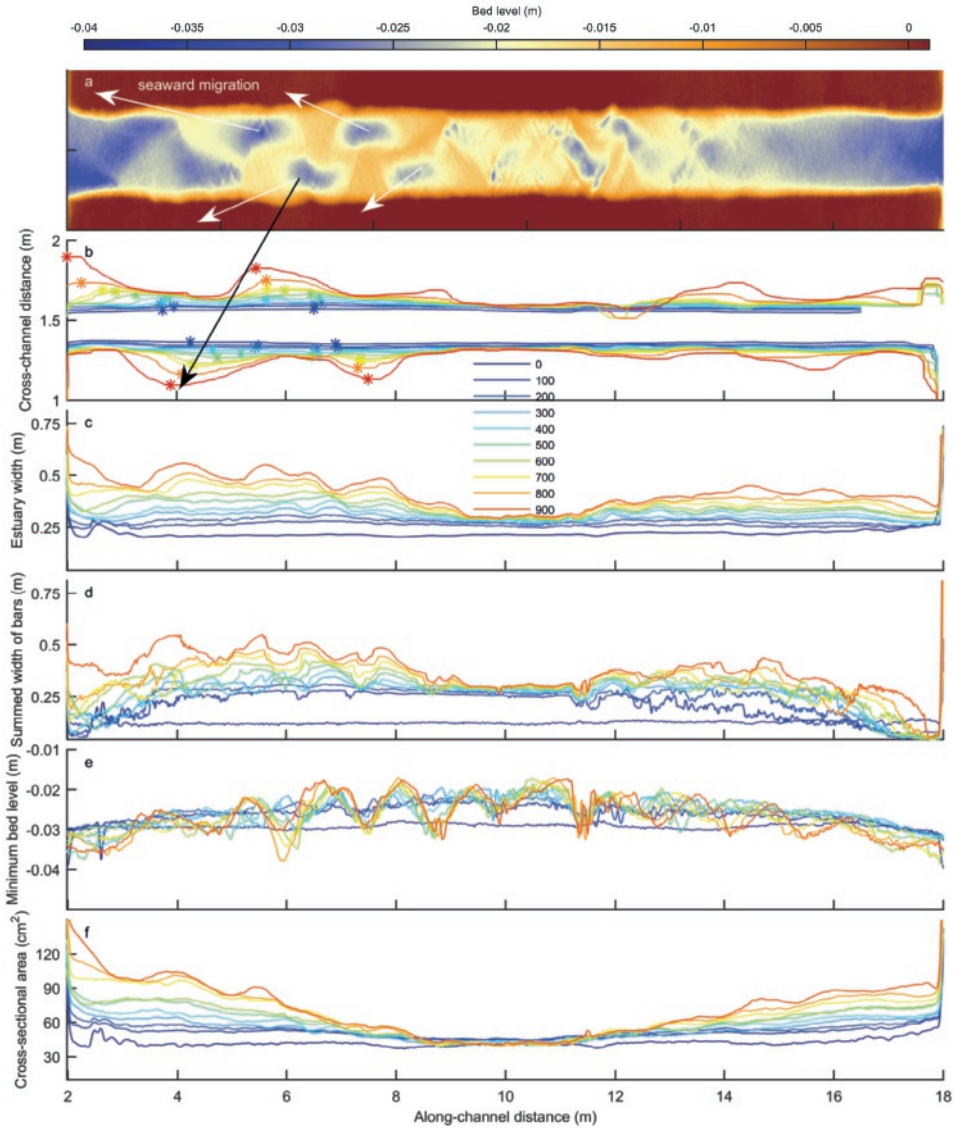 Bed level (m)
-0.04 -0.035 -0.03 -0.025 -0.02 -0.015 -0.01 -0.005 0
a seaward migration
Cross-channel distance (m)
2
1.5
1
b
0
100
200
300
400
500
600
700
800
900
Estuary width (m)
0.75
0.5
0.25
c
Summed width of bars (m)
0.75
0.5
0.25
d
Minimum bed level (m)
-0.01
-0.02
-0.03
-0.04
e
Cross-sectional area (cm²)
120
90
60
30
f
2 4 6 8 10 12 14 16 18
Along-channel distance (m)